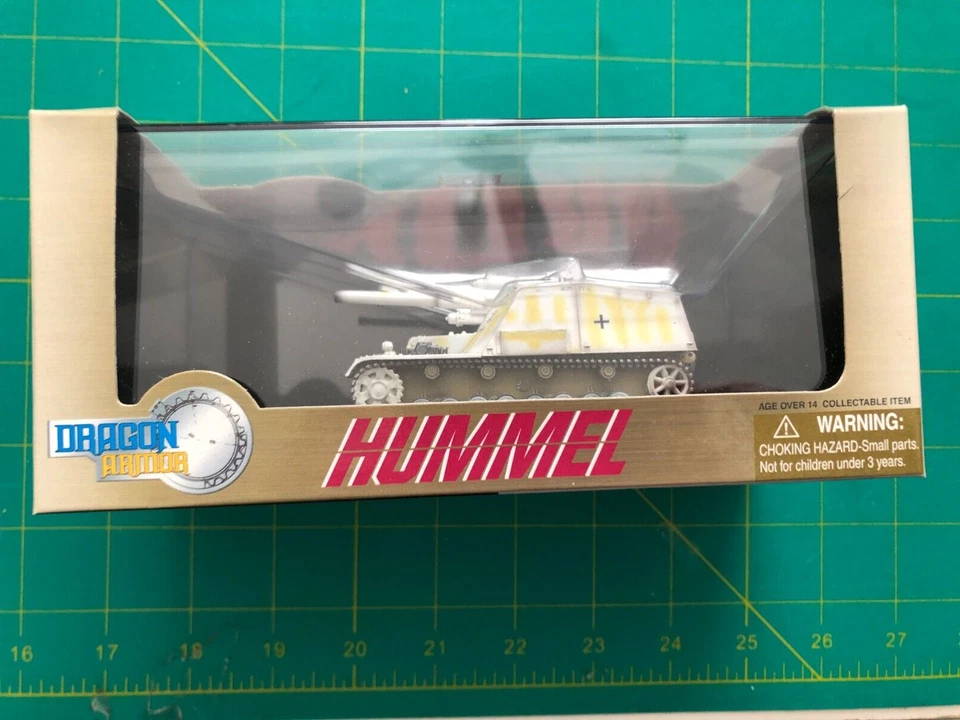 DRAGON
ARMOR
HUMMEL
AGE OVER 14 COLLECTABLE ITEM
WARNING:
CHOKING HAZARD-Small parts.
Not for children under 3 years.
16 17 18 19 20 21 22 23 24 25 26 27